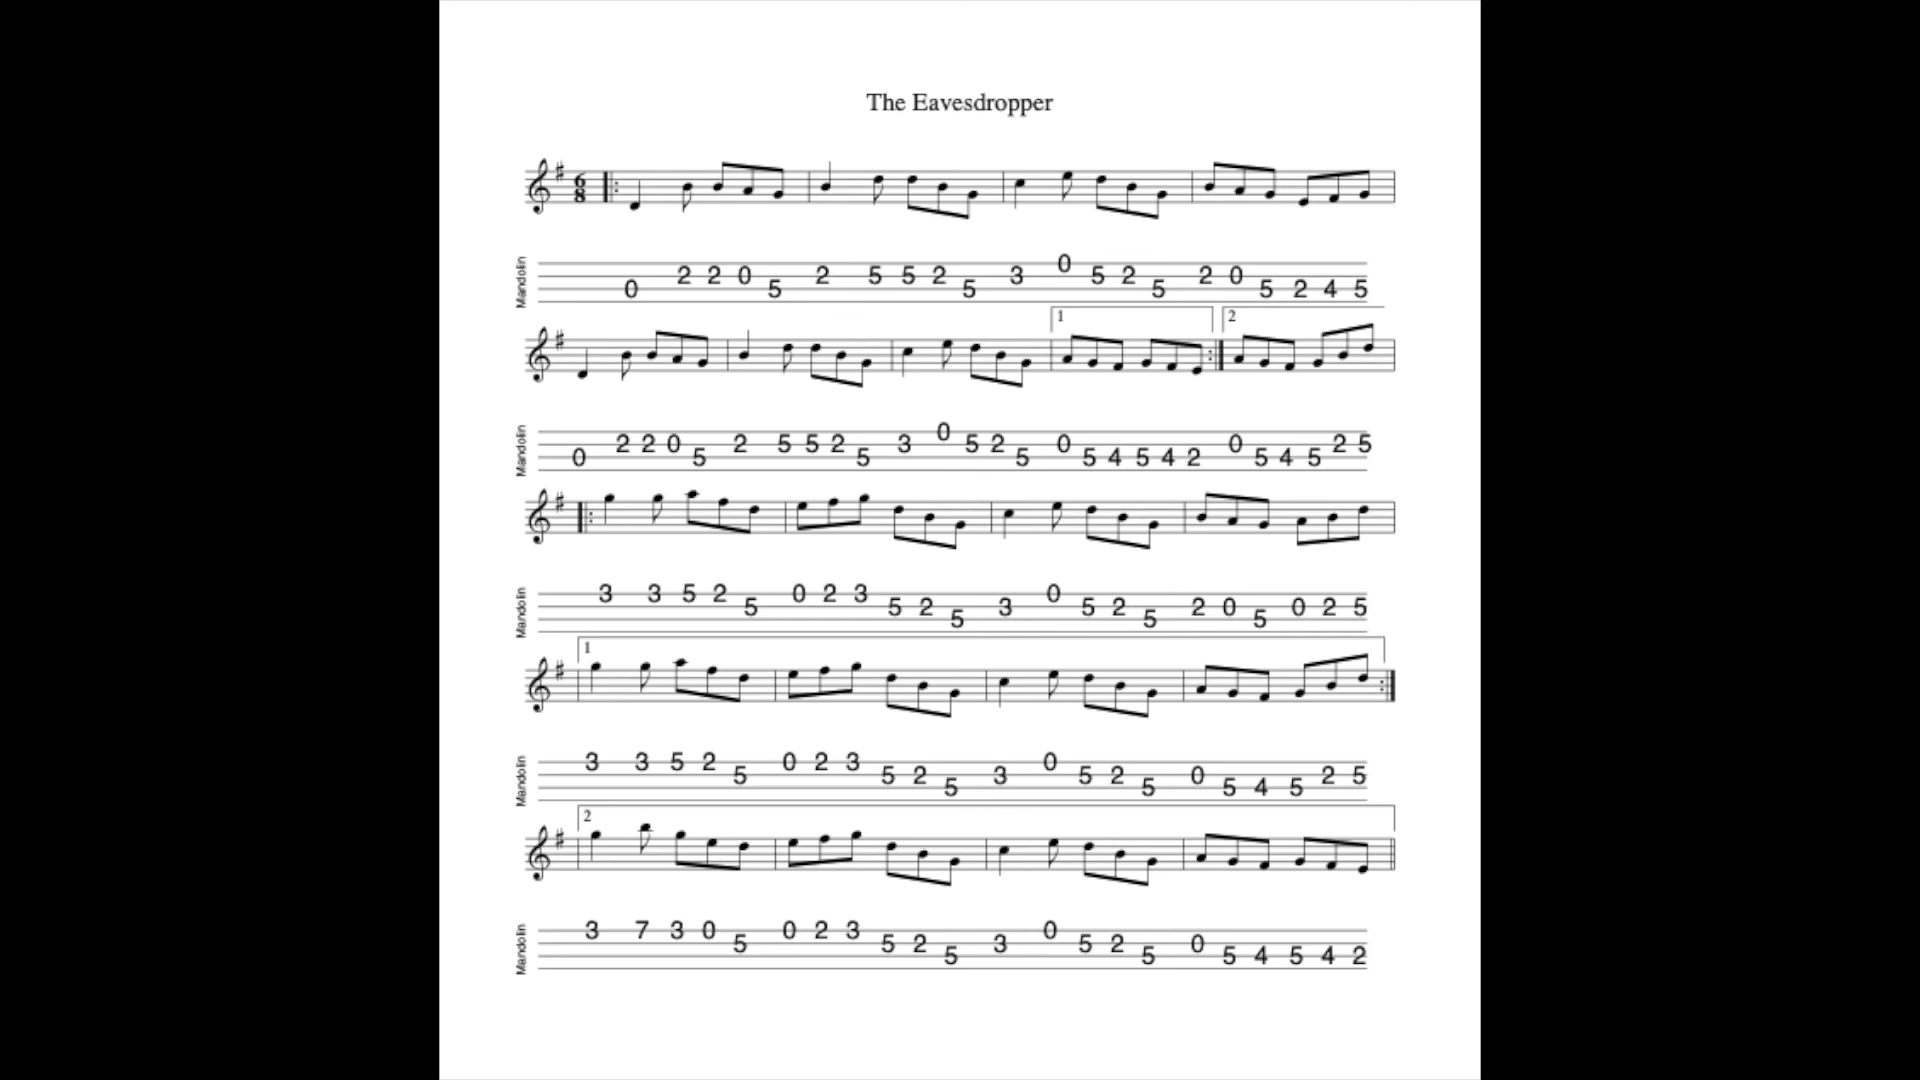 The Eavesdropper
6
8
Mandolin
0 2 2 0 5 2 5 5 2 5 3 0 5 2 5 2 0 5 2 4 5
1 2
Mandolin
0 2 2 0 5 2 5 5 2 5 3 0 5 2 5 0 5 4 5 4 2 0 5 4 5 2 5
Mandolin
3 3 5 2 5 0 2 3 5 2 5 3 0 5 2 5 2 0 5 0 2 5
1
Mandolin
3 3 5 2 5 0 2 3 5 2 5 3 0 5 2 5 0 5 4 5 2 5
2
Mandolin
3 7 3 0 5 0 2 3 5 2 5 3 0 5 2 5 0 5 4 5 4 2